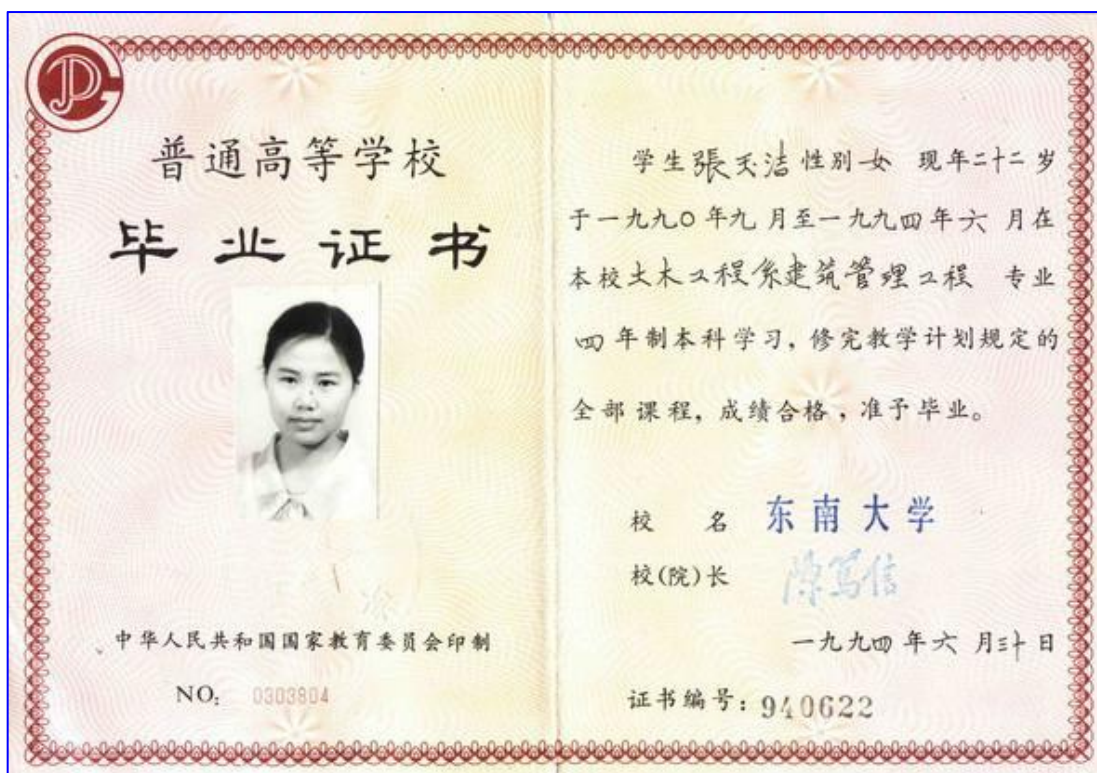 普通高等学校
毕业证书
中华人民共和国国家教育委员会印制
NO: 0303804
学生張天洁性别女 现年二十二岁
于一九九〇年九月至一九九四年六月在
本校土木工程系建筑管理工程 专业
四年制本科学习，修完教学计划规定的
全部课程，成绩合格，准予毕业。
校 名 东南大学
校(院)长 陈笃信
一九九四年六月三十日
证书编号：940622